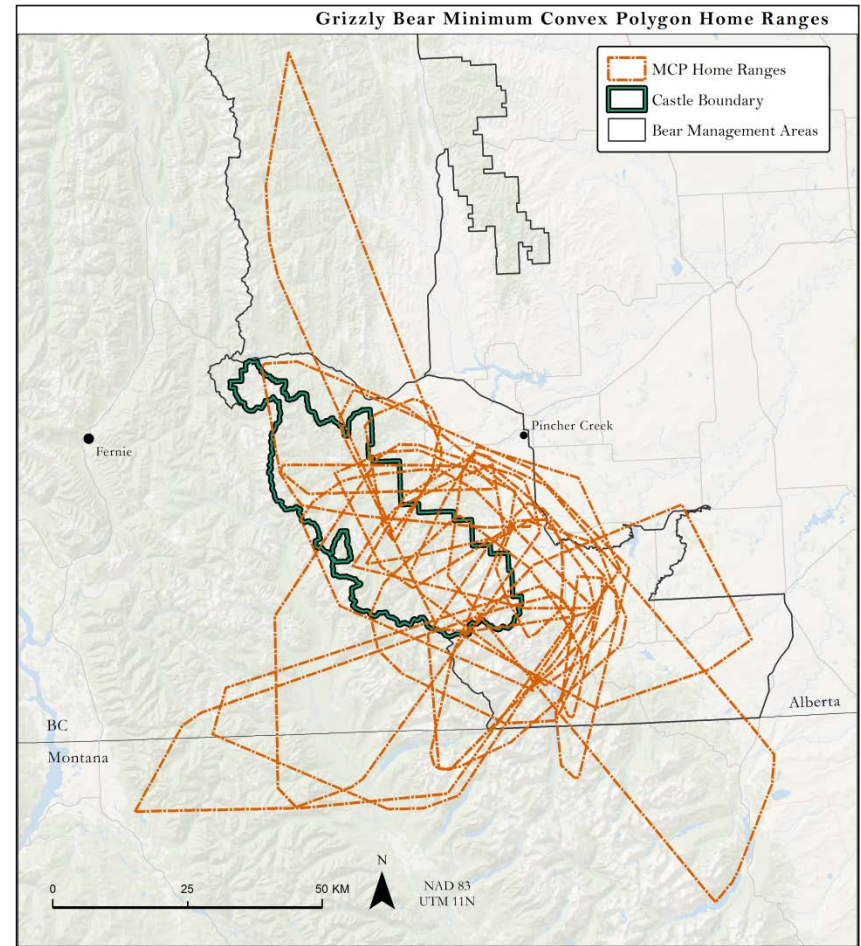 Grizzly Bear Minimum Convex Polygon Home Ranges
MCP Home Ranges
Castle Boundary
Bear Management Areas
Pincher Creek
Fernie
Alberta
BC
Montana
N
0 25 50 KM
NAD 83
UTM 11N